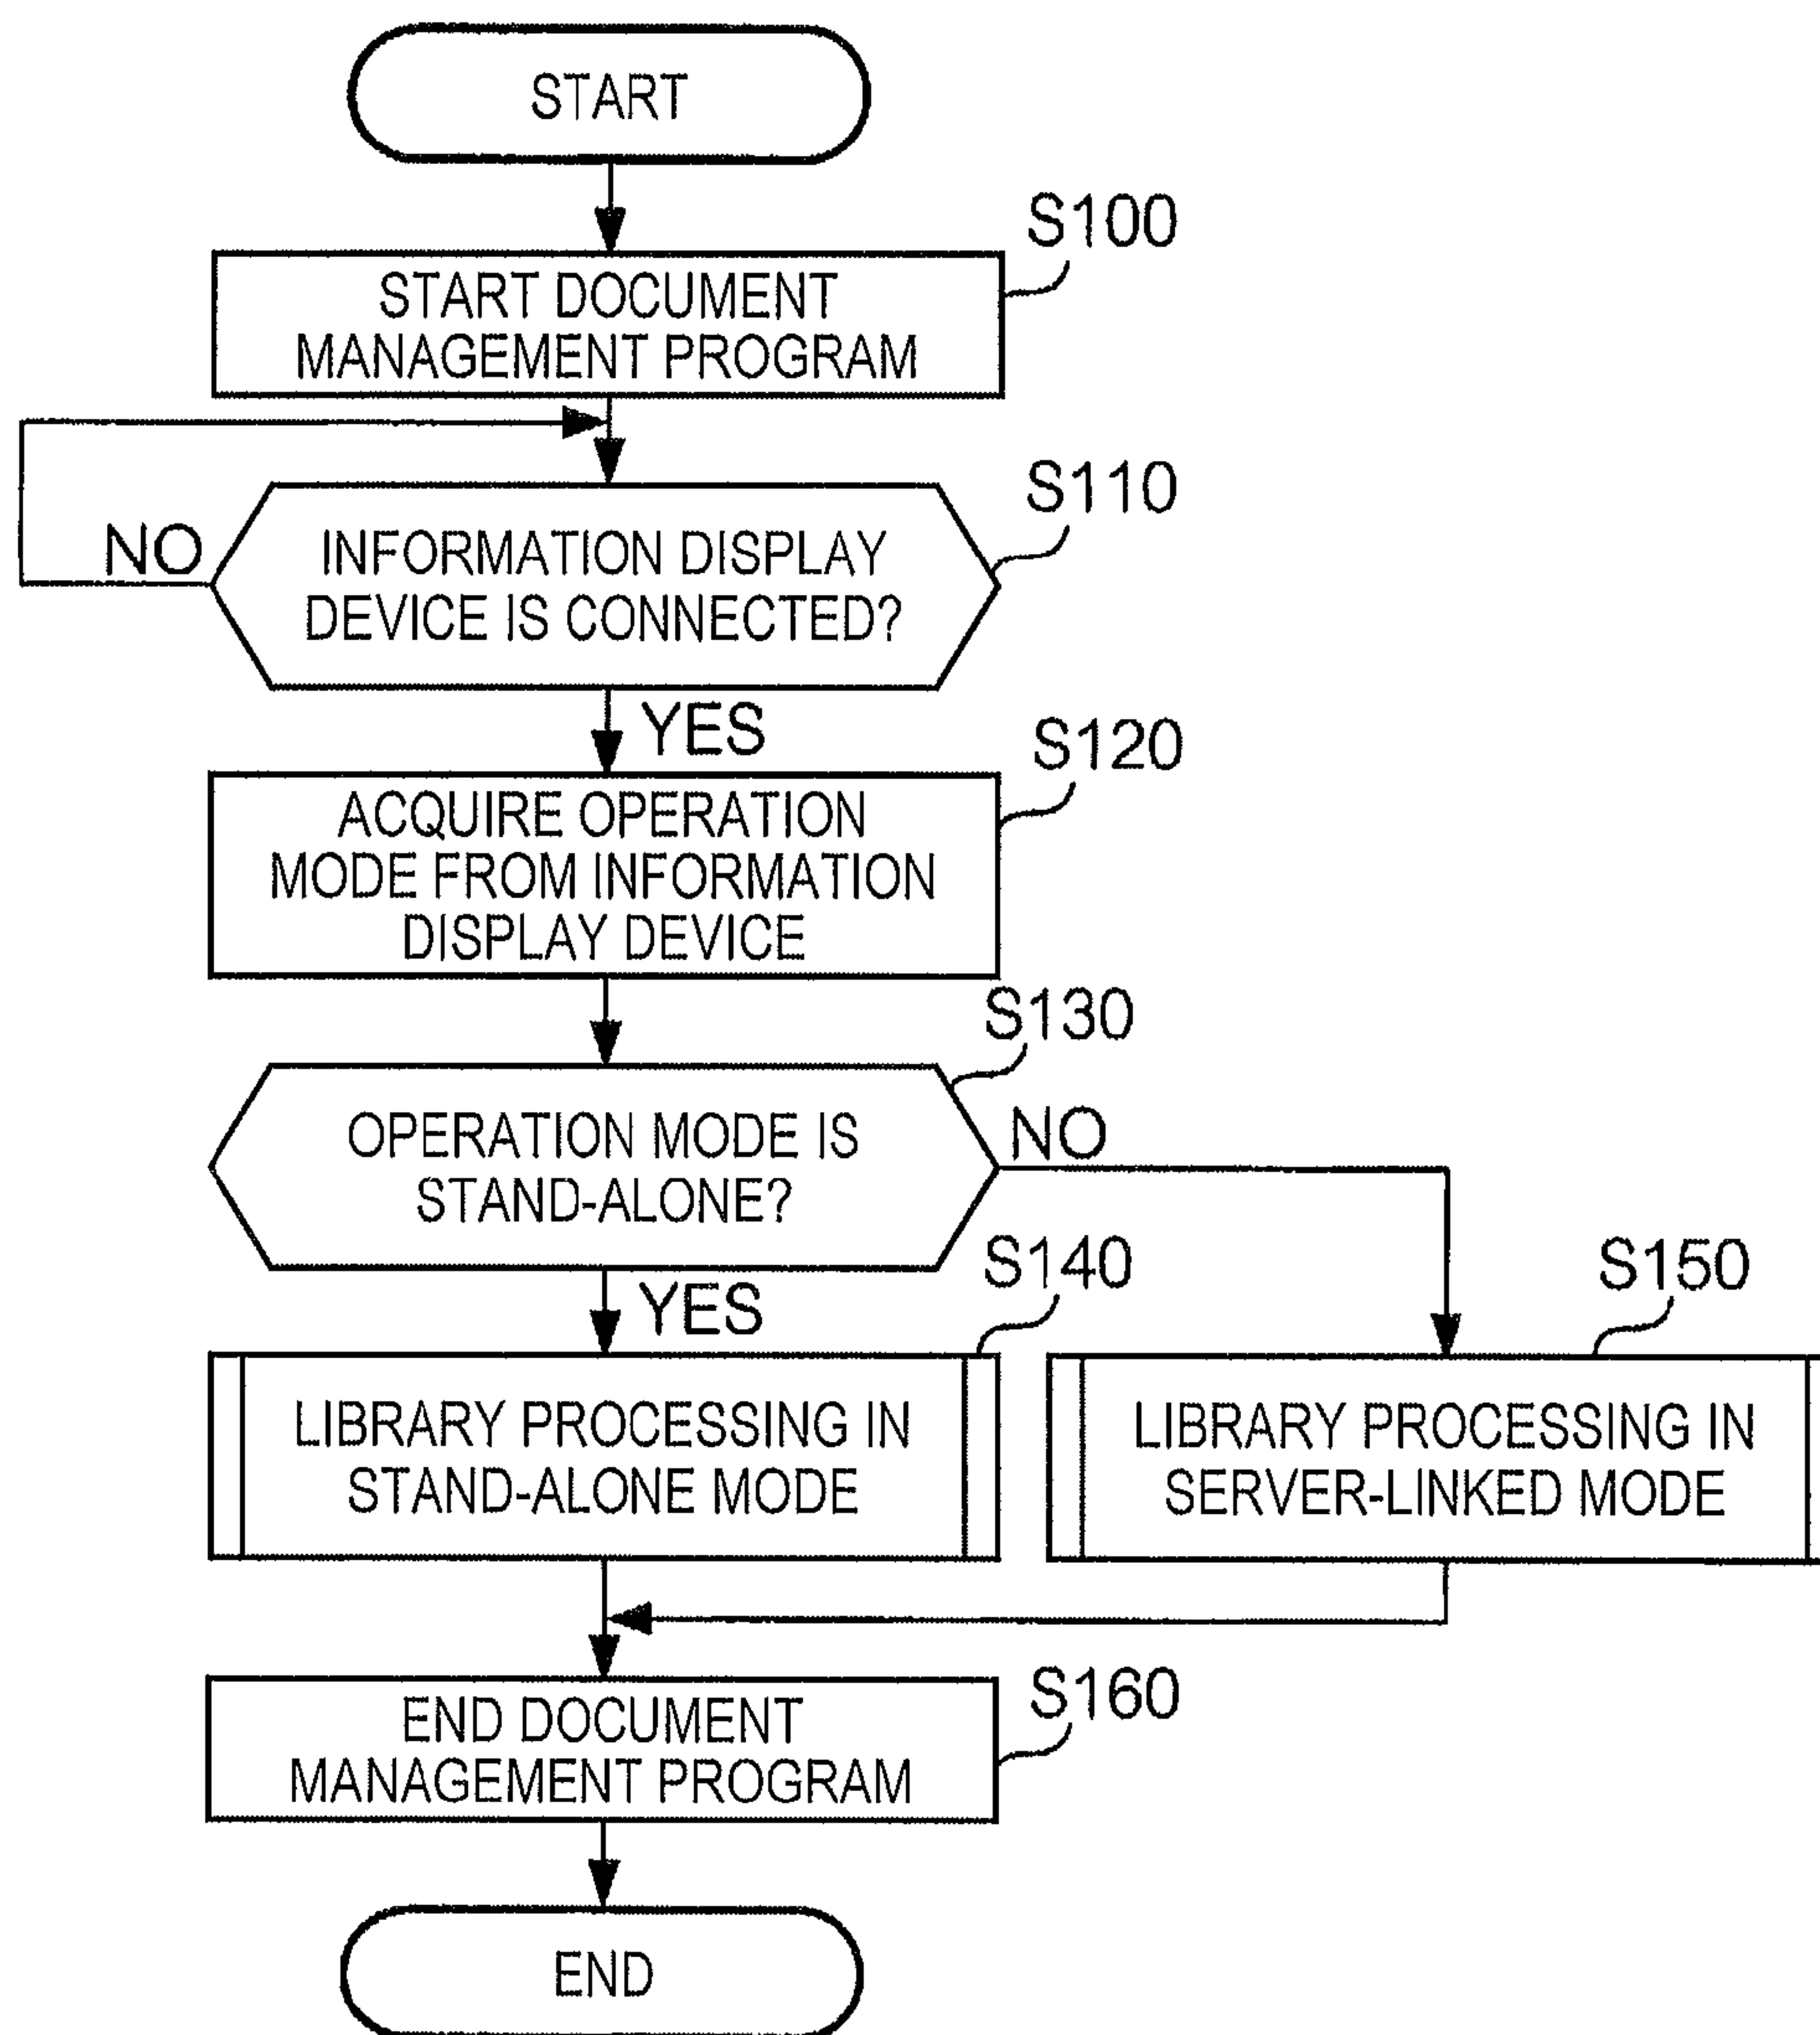 START
S100
START DOCUMENT
MANAGEMENT PROGRAM
S110
NO
INFORMATION DISPLAY
DEVICE IS CONNECTED?
YES
S120
ACQUIRE OPERATION
MODE FROM INFORMATION
DISPLAY DEVICE
S130
OPERATION MODE IS
STAND-ALONE?
NO
YES
S140
S150
LIBRARY PROCESSING IN
STAND-ALONE MODE
LIBRARY PROCESSING IN
SERVER-LINKED MODE
S160
END DOCUMENT
MANAGEMENT PROGRAM
END